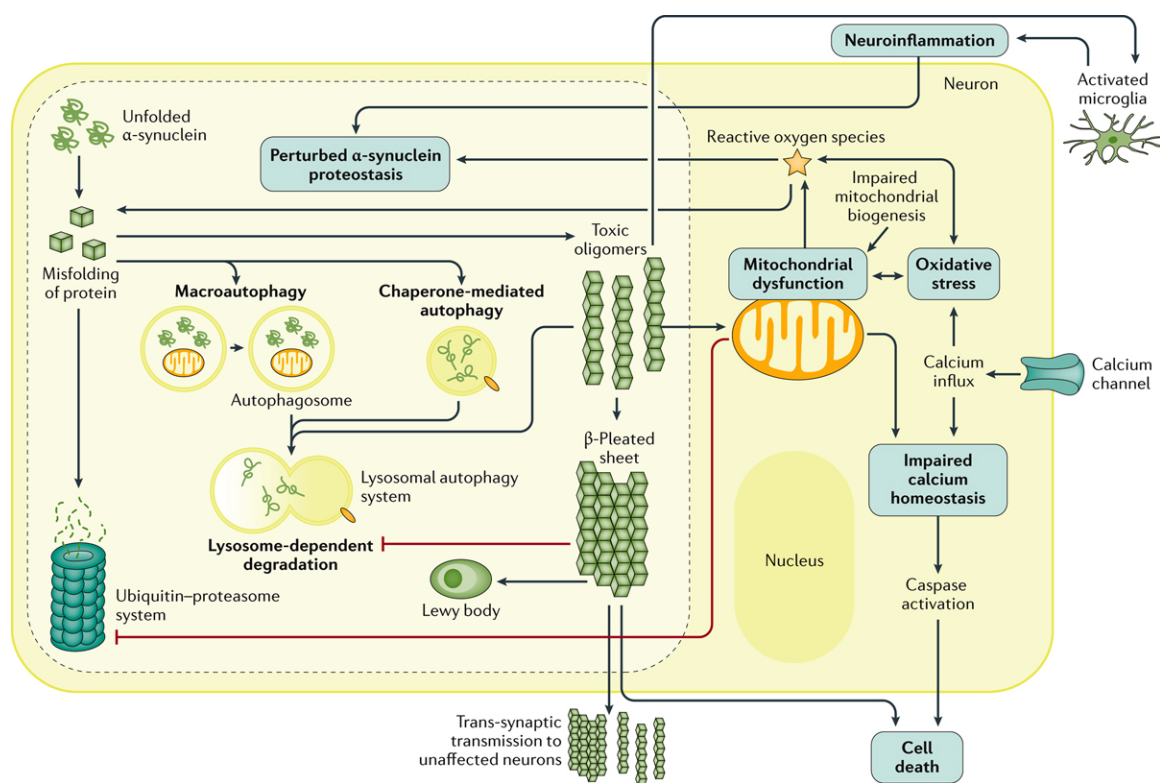 Neuroinflammation
Neuron
Activated
microglia
Unfolded
α-synuclein
Perturbed α-synuclein
proteostasis
Reactive oxygen species
Impaired
mitochondrial
biogenesis
Misfolding
of protein
Toxic
oligomers
Macroautophagy
Chaperone-mediated
autophagy
Mitochondrial
dysfunction
Oxidative
stress
Autophagosome
Calcium
influx
Calcium
channel
β-Pleated
sheet
Lysosomal autophagy
system
Impaired
calcium
homeostasis
Lysosome-dependent
degradation
Nucleus
Ubiquitin–proteasome
system
Lewy body
Caspase
activation
Trans-synaptic
transmission to
unaffected neurons
Cell
death